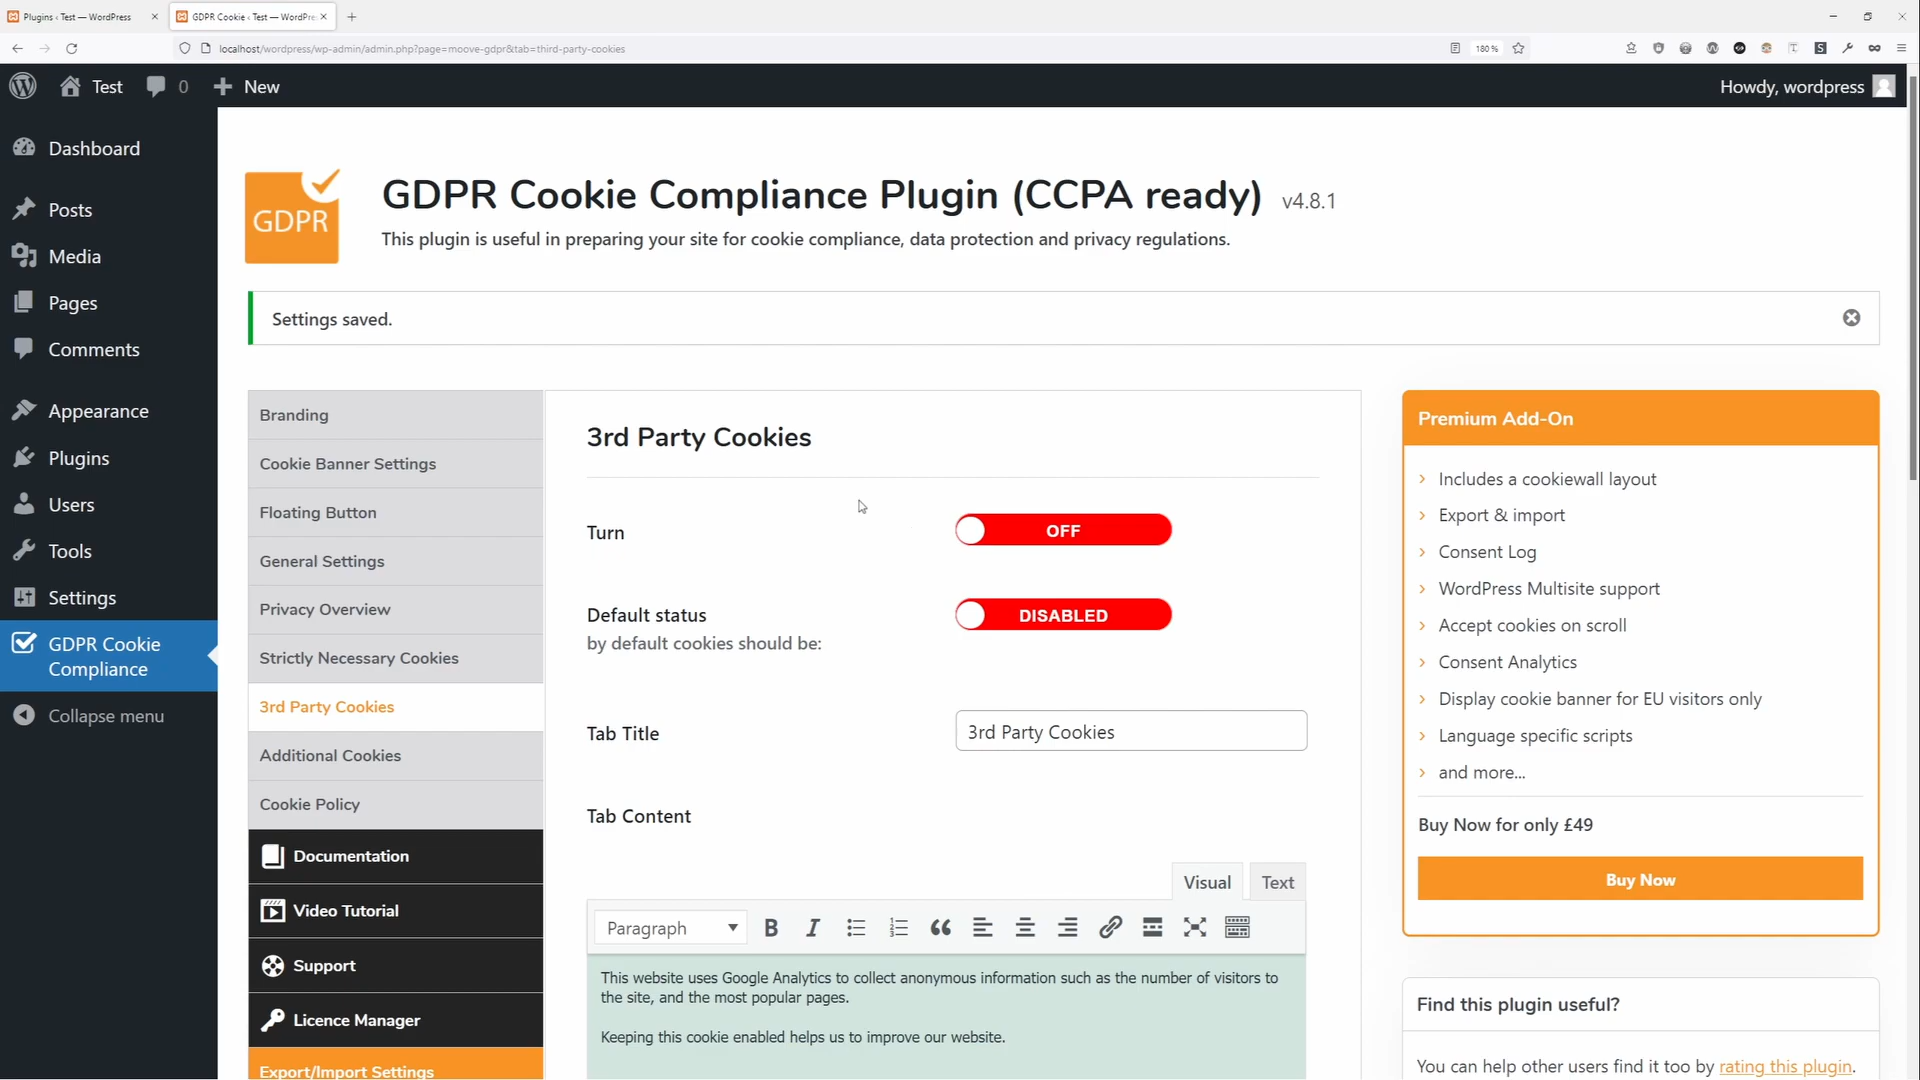 Plugins ‹ Test — WordPress
GDPR Cookie ‹ Test — WordPre
localhost/wordpress/wp-admin/admin.php?page=moove-gdpr&tab=third-party-cookies
180%
Test
0
New
Howdy, wordpress
Dashboard
Posts
Media
Pages
Comments
Appearance
Plugins
Users
Tools
Settings
GDPR Cookie
Compliance
Collapse menu
GDPR
GDPR Cookie Compliance Plugin (CCPA ready) v4.8.1
This plugin is useful in preparing your site for cookie compliance, data protection and privacy regulations.
Settings saved.
Branding
Cookie Banner Settings
Floating Button
General Settings
Privacy Overview
Strictly Necessary Cookies
3rd Party Cookies
Additional Cookies
Cookie Policy
Documentation
Video Tutorial
Support
Licence Manager
Export/Import Settings
3rd Party Cookies
Turn
OFF
Default status
DISABLED
by default cookies should be:
Tab Title
3rd Party Cookies
Tab Content
Visual
Text
Paragraph
This website uses Google Analytics to collect anonymous information such as the number of visitors to
the site, and the most popular pages.
Keeping this cookie enabled helps us to improve our website.
Premium Add-On
Includes a cookiewall layout
Export & import
Consent Log
WordPress Multisite support
Accept cookies on scroll
Consent Analytics
Display cookie banner for EU visitors only
Language specific scripts
and more...
Buy Now for only £49
Buy Now
Find this plugin useful?
You can help other users find it too by rating this plugin.